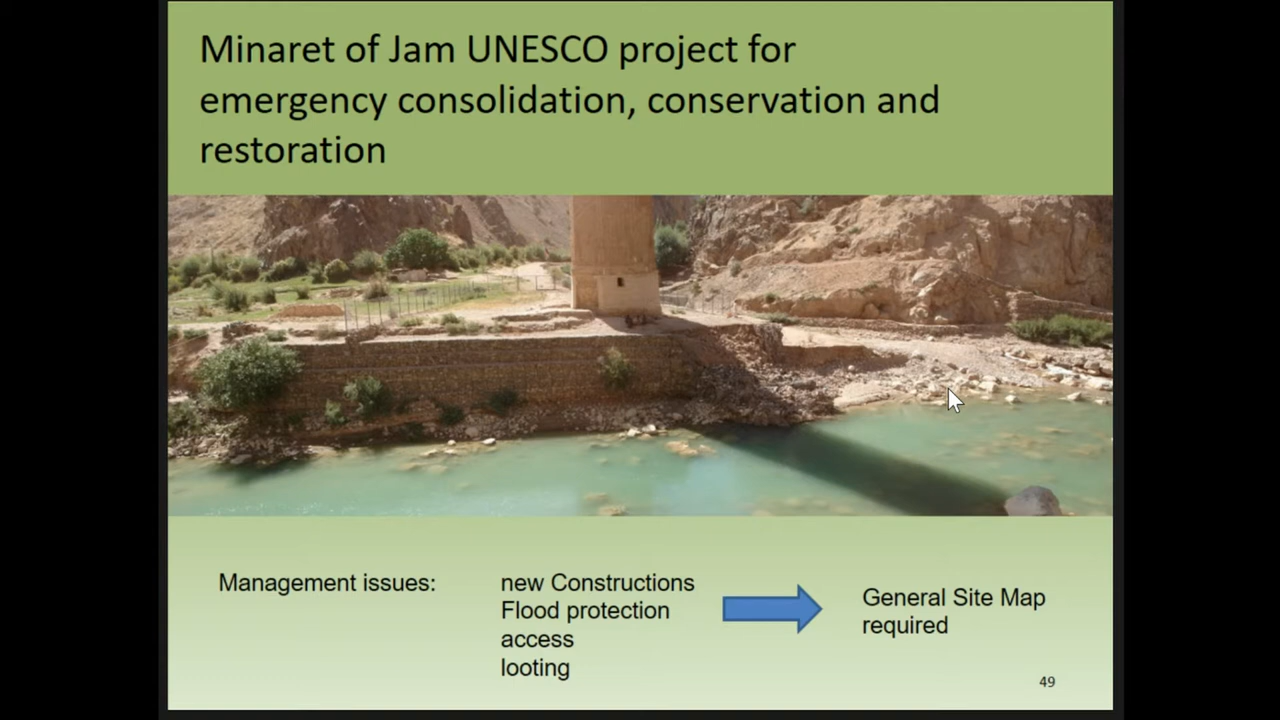 Minaret of Jam UNESCO project for
emergency consolidation, conservation and
restoration
Management issues:
new Constructions
Flood protection
access
looting
General Site Map
required
49